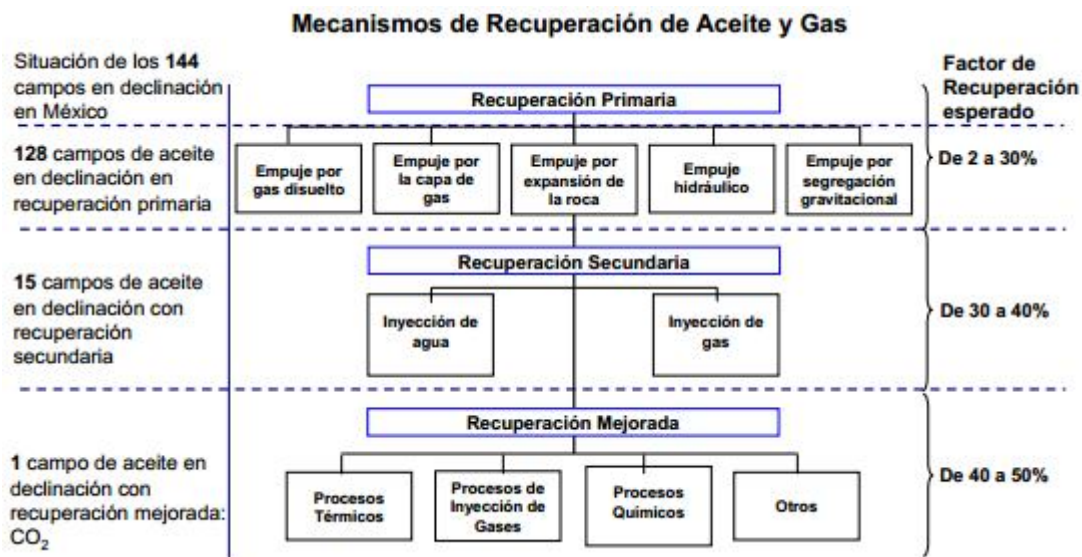 Mecanismos de Recuperación de Aceite y Gas
Situación de los 144
campos en declinación
en México
Factor de
Recuperación
esperado
Recuperación Primaria
128 campos de aceite
en declinación en
recuperación primaria
Empuje por
gas disuelto
Empuje por
la capa de
gas
Empuje por
expansión de
la roca
Empuje
hidráulico
Empuje por
segregación
gravitacional
De 2 a 30%
Recuperación Secundaria
15 campos de aceite
en declinación con
recuperación
secundaria
Inyección de
agua
Inyección de
gas
De 30 a 40%
Recuperación Mejorada
1 campo de aceite en
declinación con
recuperación mejorada:
CO₂
Procesos
Térmicos
Procesos de
Inyección de
Gases
Procesos
Químicos
Otros
De 40 a 50%